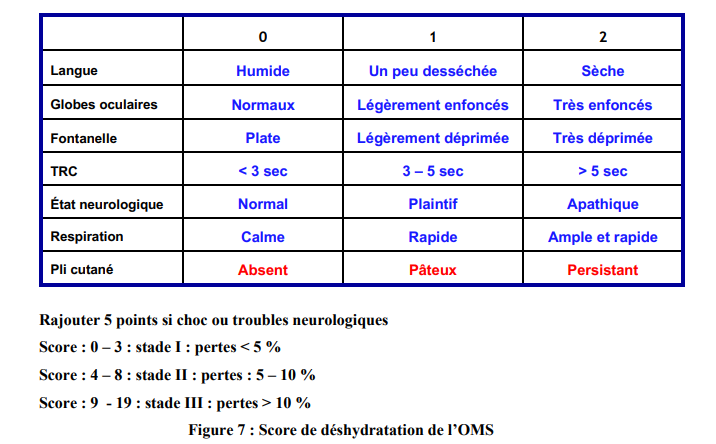 0 1 2
Langue Humide Un peu desséchée Sèche
Globes oculaires Normaux Légèrement enfoncés Très enfoncés
Fontanelle Plate Légèrement déprimée Très déprimée
TRC < 3 sec 3 – 5 sec > 5 sec
État neurologique Normal Plaintif Apathique
Respiration Calme Rapide Ample et rapide
Pli cutané Absent Pâteux Persistant
Rajouter 5 points si choc ou troubles neurologiques
Score : 0 – 3 : stade I : pertes < 5 %
Score : 4 – 8 : stade II : pertes : 5 – 10 %
Score : 9  - 19 : stade III : pertes > 10 %
Figure 7 : Score de déshydratation de l’OMS